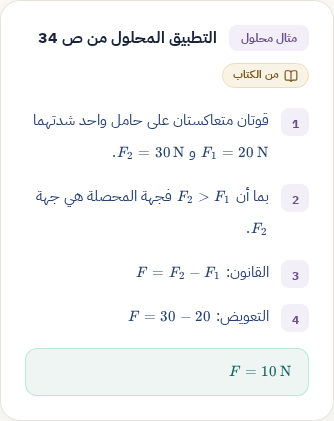 مثال محلول
التطبيق المحلول من ص 34
من الكتاب
1
قوتان متعاكستان على حامل واحد شدتهما
F₁ = 20 N و F₂ = 30 N.
2
بما أن F₂ > F₁ فجهة المحصلة هي جهة
F₂.
3
القانون: F = F₂ − F₁
4
التعويض: F = 30 − 20
F = 10 N